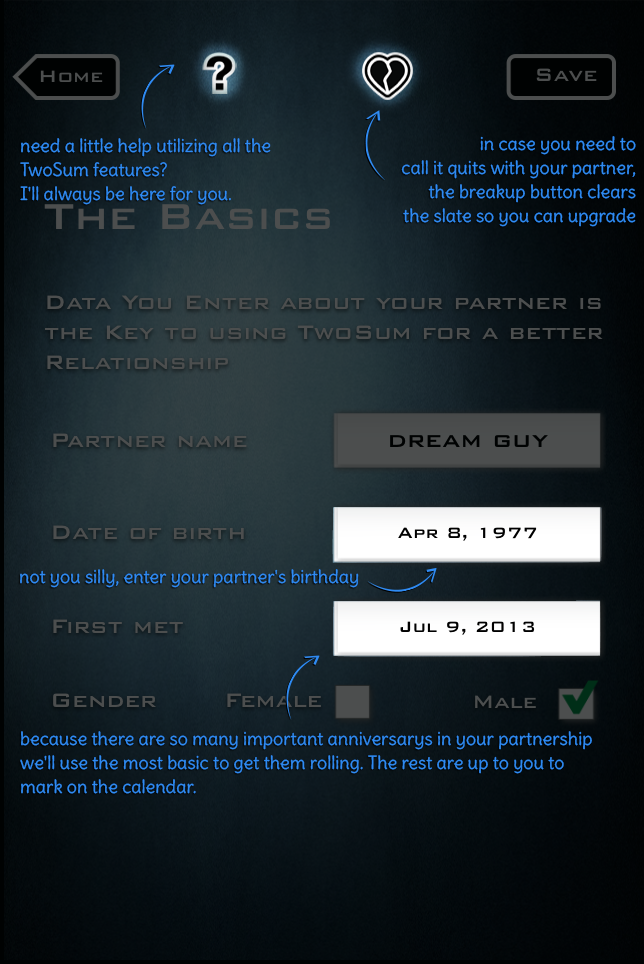 Home
?
Save
need a little help utilizing all the
TwoSum features?
I'll always be here for you.
in case you need to
call it quits with your partner,
the breakup button clears
the slate so you can upgrade
The Basics
Data You Enter about your partner is
the Key to using TwoSum for a better
Relationship
Partner name
DREAM GUY
Date of birth
Apr 8, 1977
not you silly, enter your partner's birthday
First met
Jul 9, 2013
Gender Female Male
because there are so many important anniversarys in your partnership
we'll use the most basic to get them rolling. The rest are up to you to
mark on the calendar.